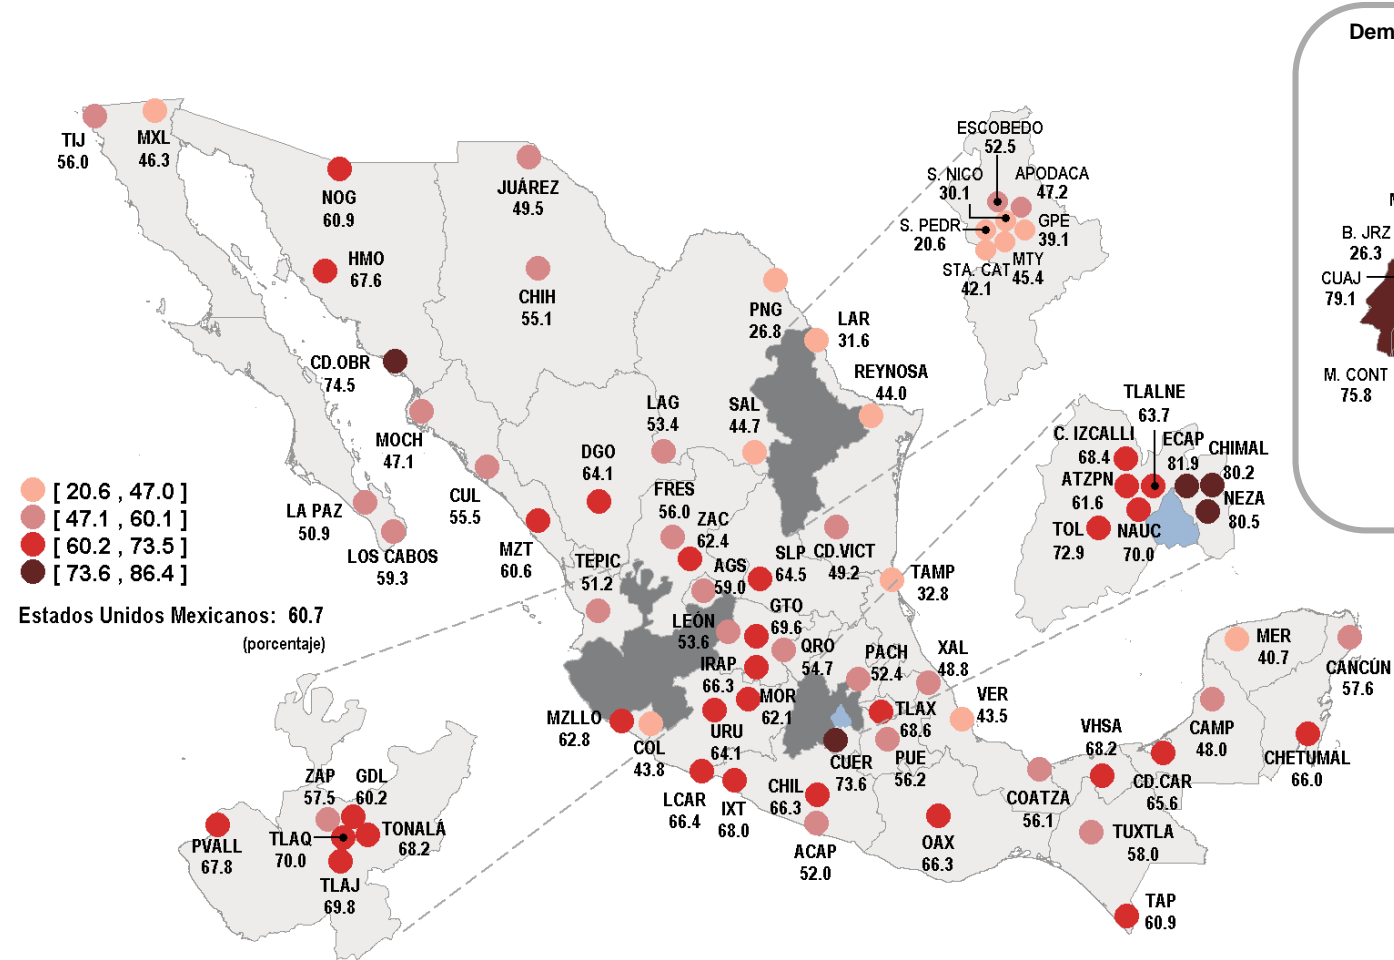 Dem
TIJ
56.0
MXL
46.3
NOG
60.9
HMO
67.6
JUÁREZ
49.5
CHIH
55.1
CD.OBR
74.5
MOCH
47.1
CUL
55.5
LA PAZ
50.9
LOS CABOS
59.3
MZT
60.6
DGO
64.1
LAG
53.4
SAL
44.7
PNG
26.8
LAR
31.6
REYNOSA
44.0
FRES
56.0
ZAC
62.4
AGS
59.0
SLP
64.5
CD.VICT
49.2
TAMP
32.8
TEPIC
51.2
LEÓN
53.6
GTO
69.6
QRO
54.7
IRAP
66.3
MOR
62.1
URU
64.1
PACH
52.4
XAL
48.8
VER
43.5
TLAX
68.6
PUE
56.2
CUER
73.6
MZLLO
62.8
COL
43.8
LCAR
66.4
IXT
68.0
CHIL
66.3
ACAP
52.0
OAX
66.3
COATZA
56.1
VHSA
68.2
CD.CAR
65.6
TUXTLA
58.0
TAP
60.9
CAMP
48.0
MER
40.7
CANCÚN
57.6
CHETUMAL
66.0
ESCOBEDO
52.5
S. NICO
30.1
APODACA
47.2
S. PEDR
20.6
GPE
39.1
STA. CAT
42.1
MTY
45.4
TLALNE
63.7
C. IZCALLI
68.4
ECAP
81.9
CHIMAL
80.2
ATZPN
61.6
NEZA
80.5
TOL
72.9
NAUC
70.0
B. JRZ
26.3
CUAJ
79.1
M. CONT
75.8
ZAP
57.5
GDL
60.2
PVALL
67.8
TLAQ
70.0
TONALÁ
68.2
TLAJ
69.8
[ 20.6 , 47.0 ]
[ 47.1 , 60.1 ]
[ 60.2 , 73.5 ]
[ 73.6 , 86.4 ]
Estados Unidos Mexicanos: 60.7
(porcentaje)